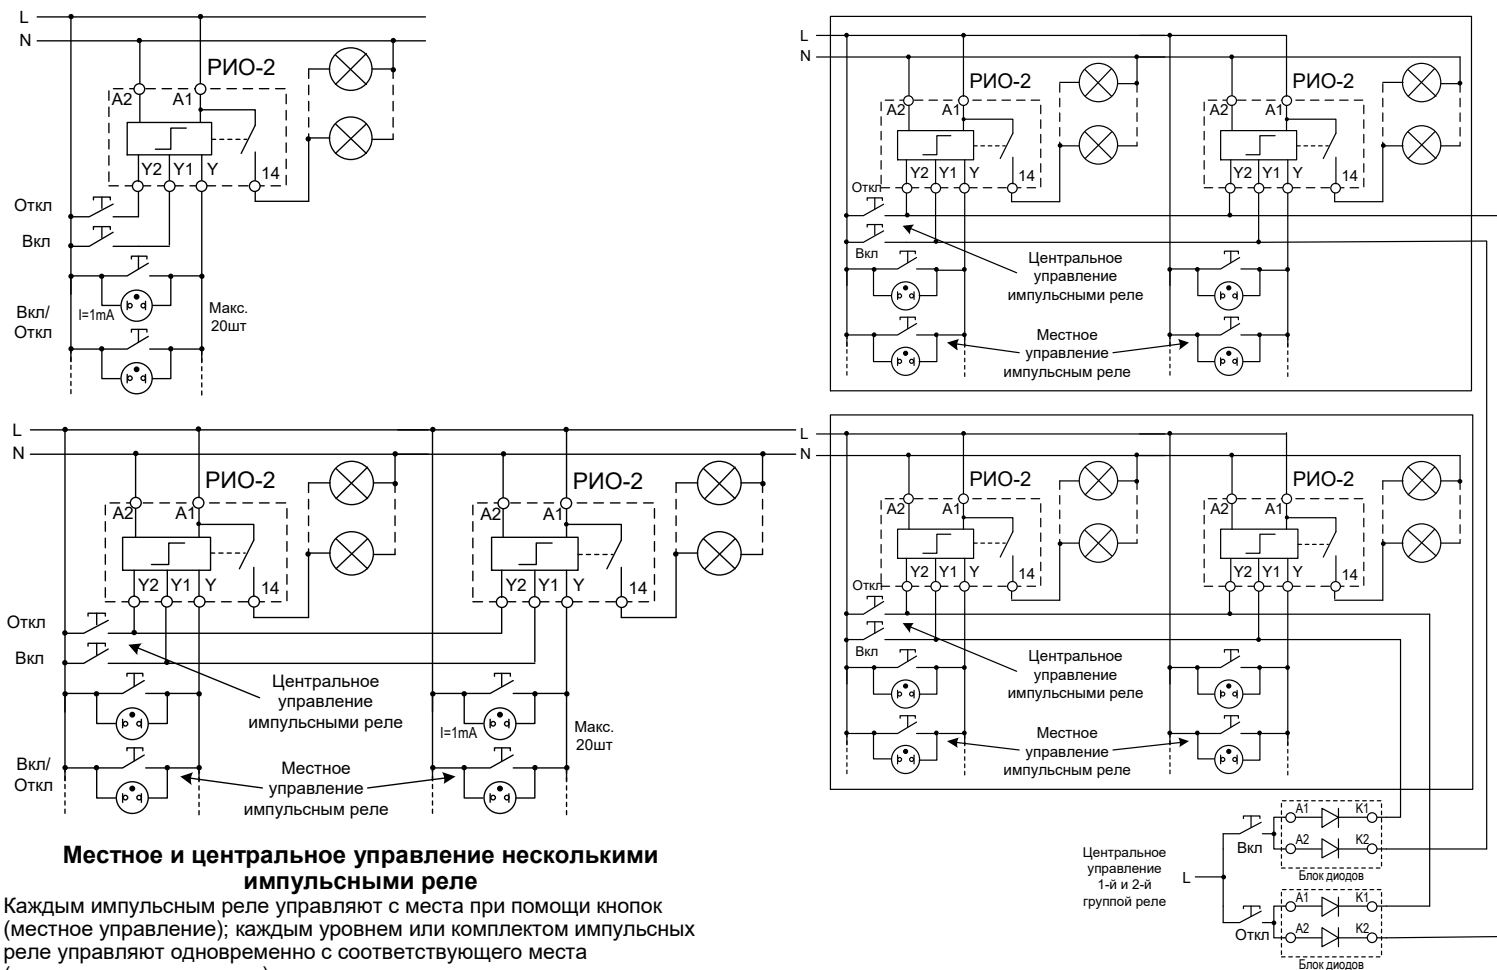 L
N
РИО-2
A2
A1
Y2
Y1
Y
14
Откл
Вкл
Вкл/
Откл
I=1mA
Макс.
20шт
L
N
РИО-2
A2
A1
Y2
Y1
Y
14
РИО-2
A2
A1
Y2
Y1
Y
14
Откл
Вкл
Центральное
управление
импульсными реле
I=1mA
Макс.
20шт
Вкл/
Откл
Местное
управление
импульсным реле
Местное и центральное управление несколькими
импульсными реле
Каждым импульсным реле управляют с места при помощи кнопок
(местное управление); каждым уровнем или комплектом импульсных
реле управляют одновременно с соответствующего места
L
N
РИО-2
A2
A1
Y2
Y1
Y
14
РИО-2
A2
A1
Y2
Y1
Y
14
Откл
Вкл
Центральное
управление
импульсными реле
Местное
управление
импульсным реле
L
N
РИО-2
A2
A1
Y2
Y1
Y
14
РИО-2
A2
A1
Y2
Y1
Y
14
Откл
Вкл
Центральное
управление
импульсными реле
Местное
управление
импульсным реле
Центральное
управление
1-й и 2-й
группой реле
L
Вкл
A1
K1
A2
K2
Блок диодов
Откл
A1
K1
A2
K2
Блок диодов